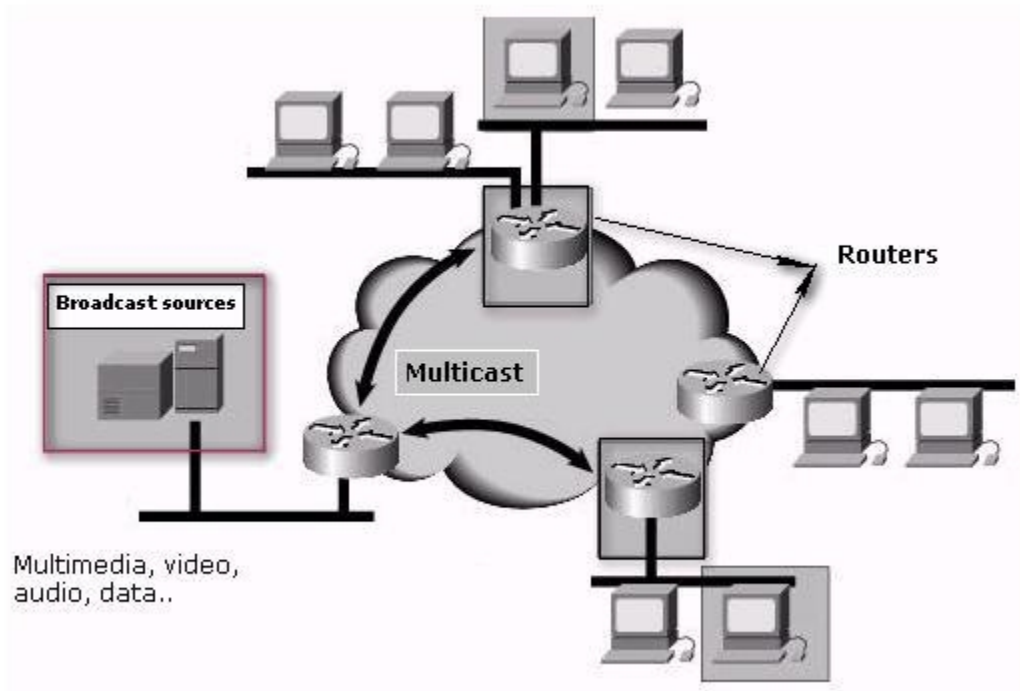 Routers
Broadcast sources
Multicast
Multimedia, video,
audio, data..